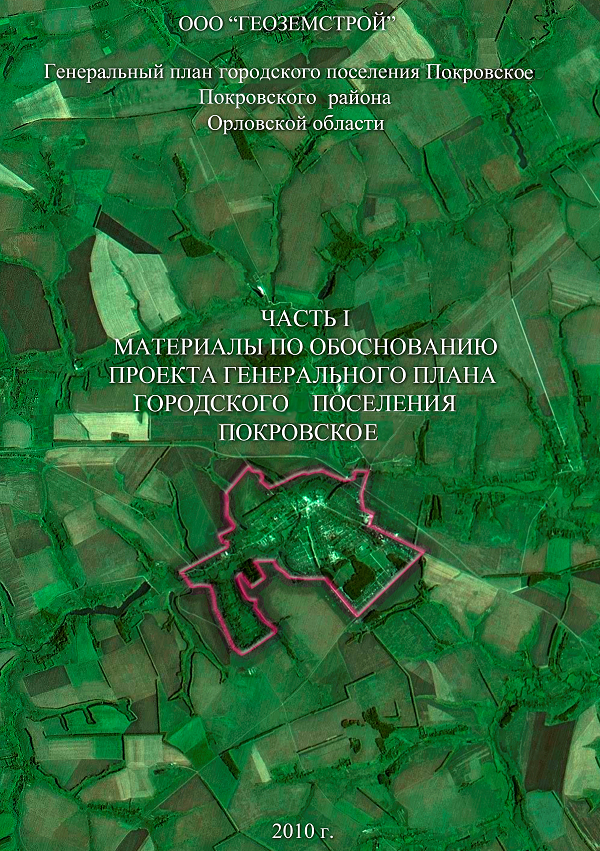 ООО “ГЕОЗЕМСТРОЙ”
Генеральный план городского поселения Покровское
Покровского района
Орловской области
ЧАСТЬ I
МАТЕРИАЛЫ ПО ОБОСНОВАНИЮ
ПРОЕКТА ГЕНЕРАЛЬНОГО ПЛАНА
ГОРОДСКОГО ПОСЕЛЕНИЯ
ПОКРОВСКОЕ
2010 г.